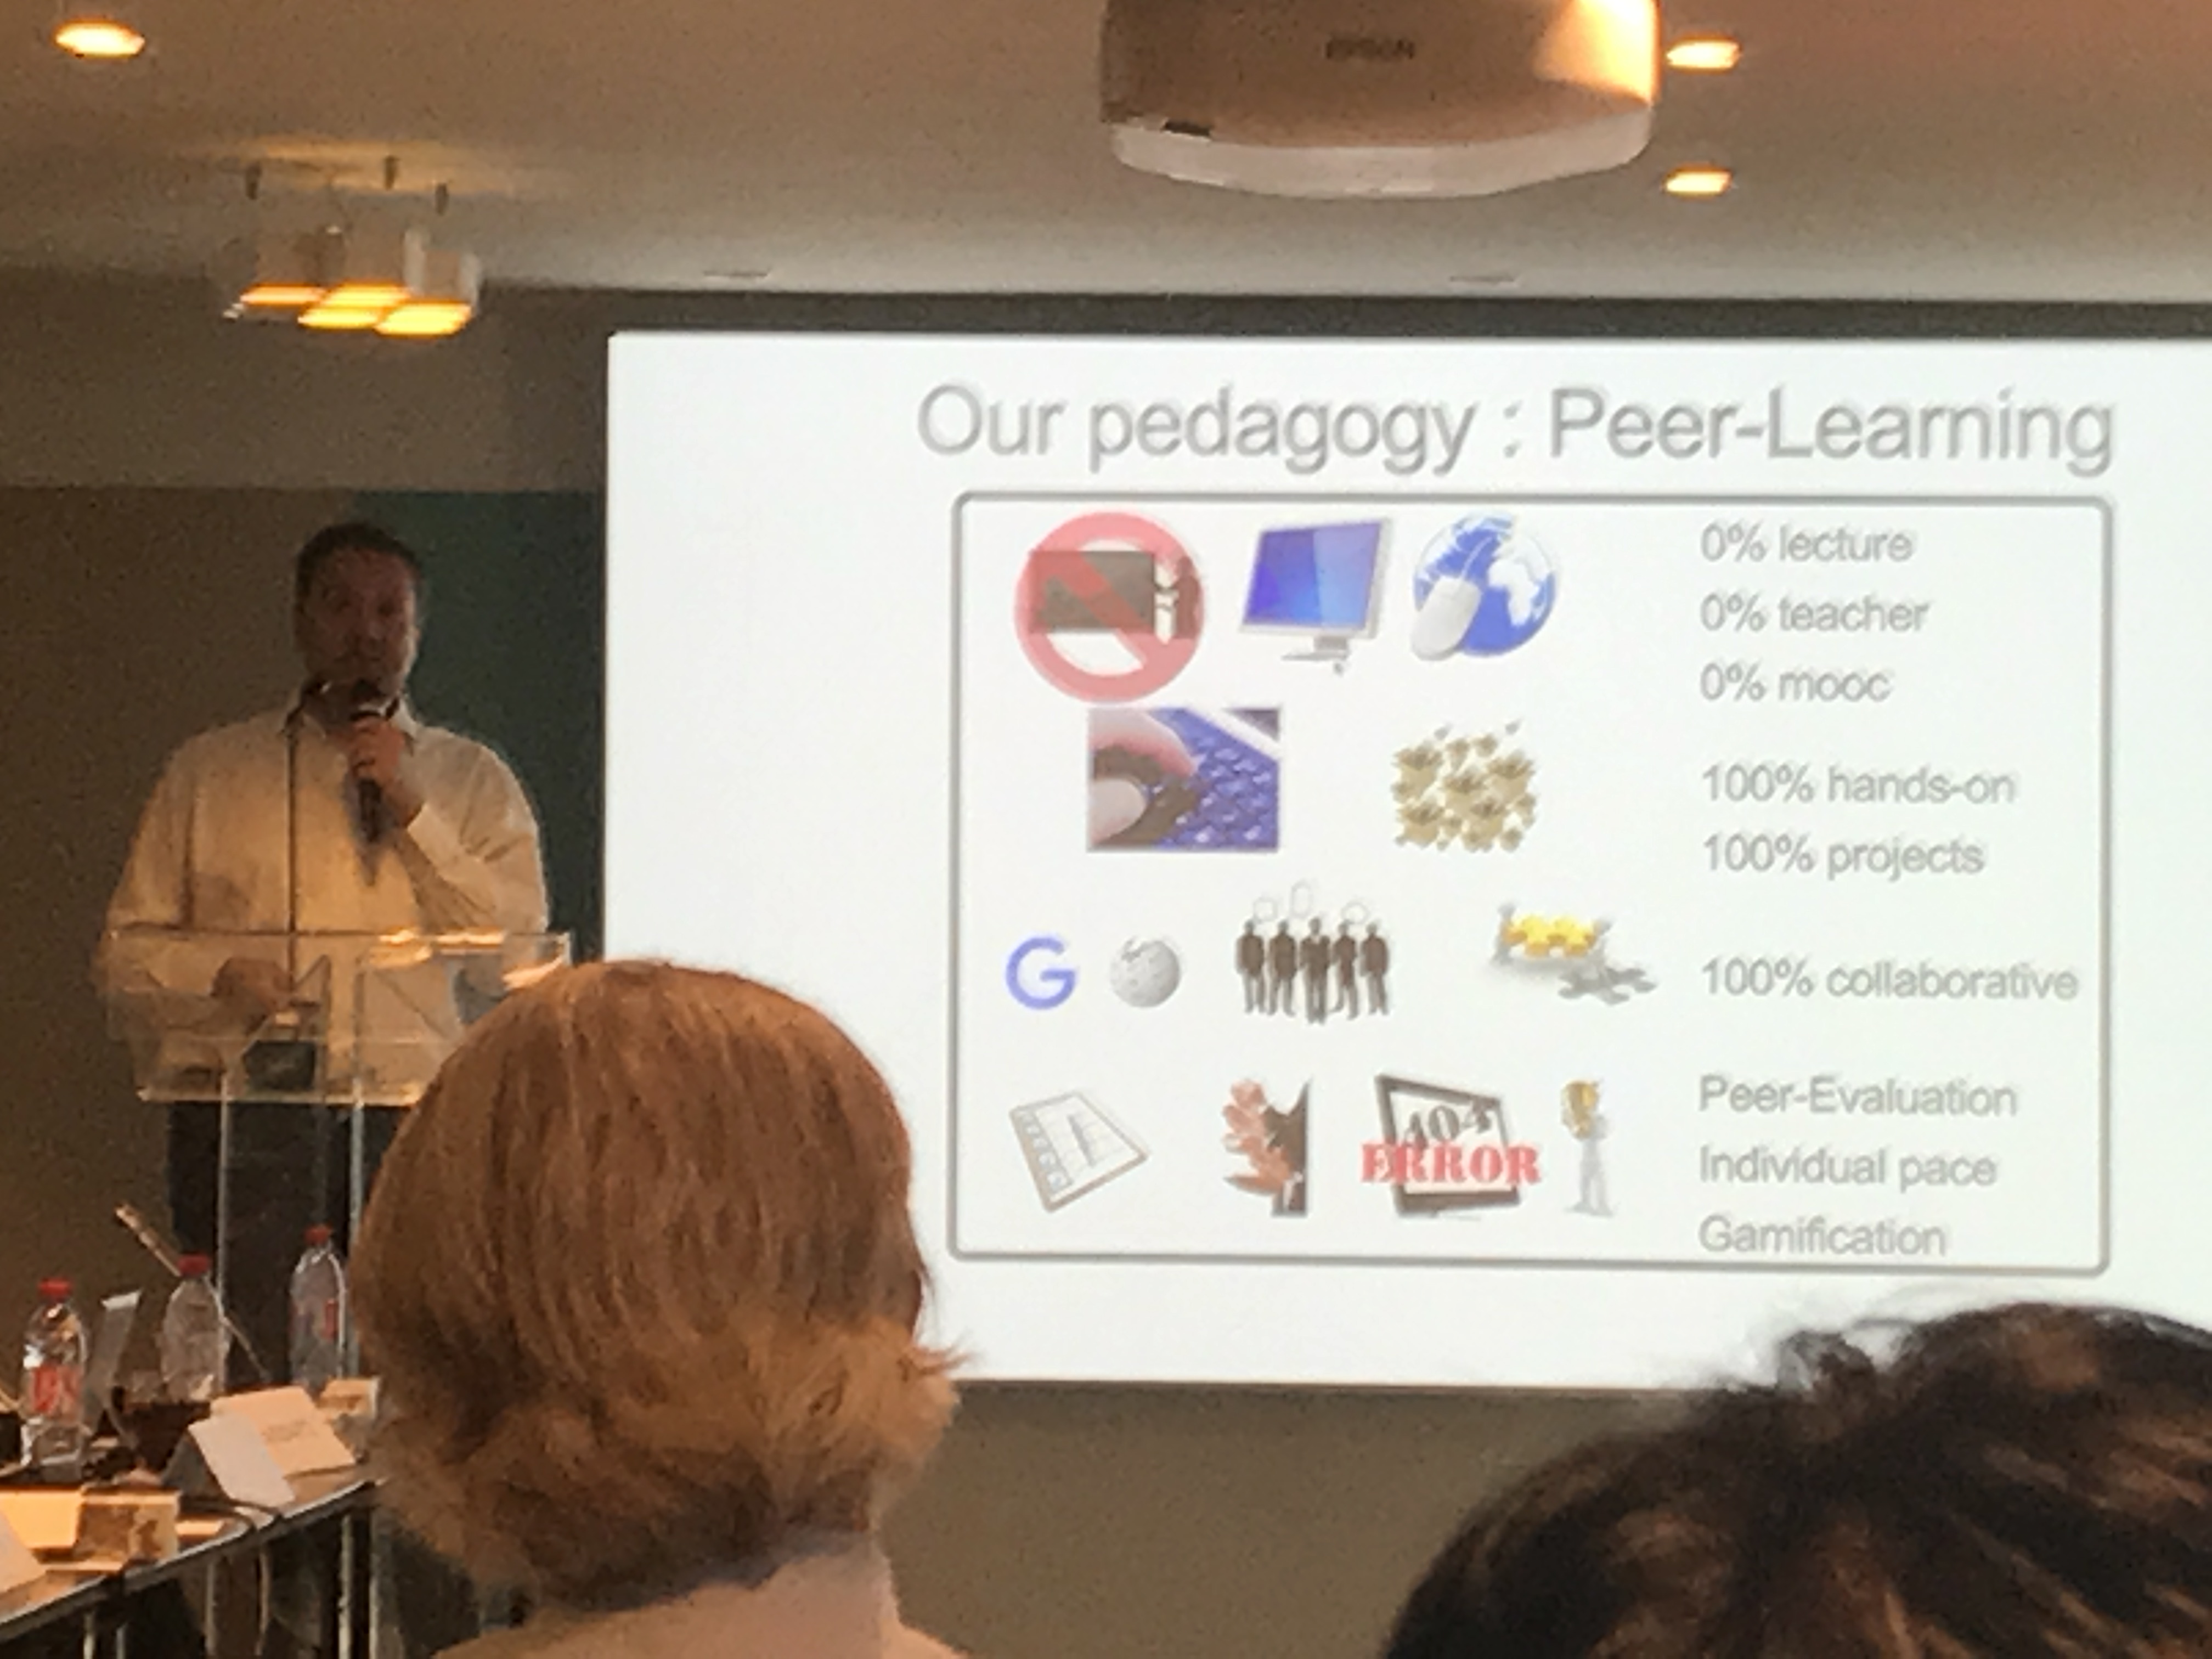 EPSON
Our pedagogy : Peer-Learning
0% lecture
0% teacher
0% mooc
100% hands-on
100% projects
G
100% collaborative
404
ERROR
Peer-Evaluation
Individual pace
Gamification